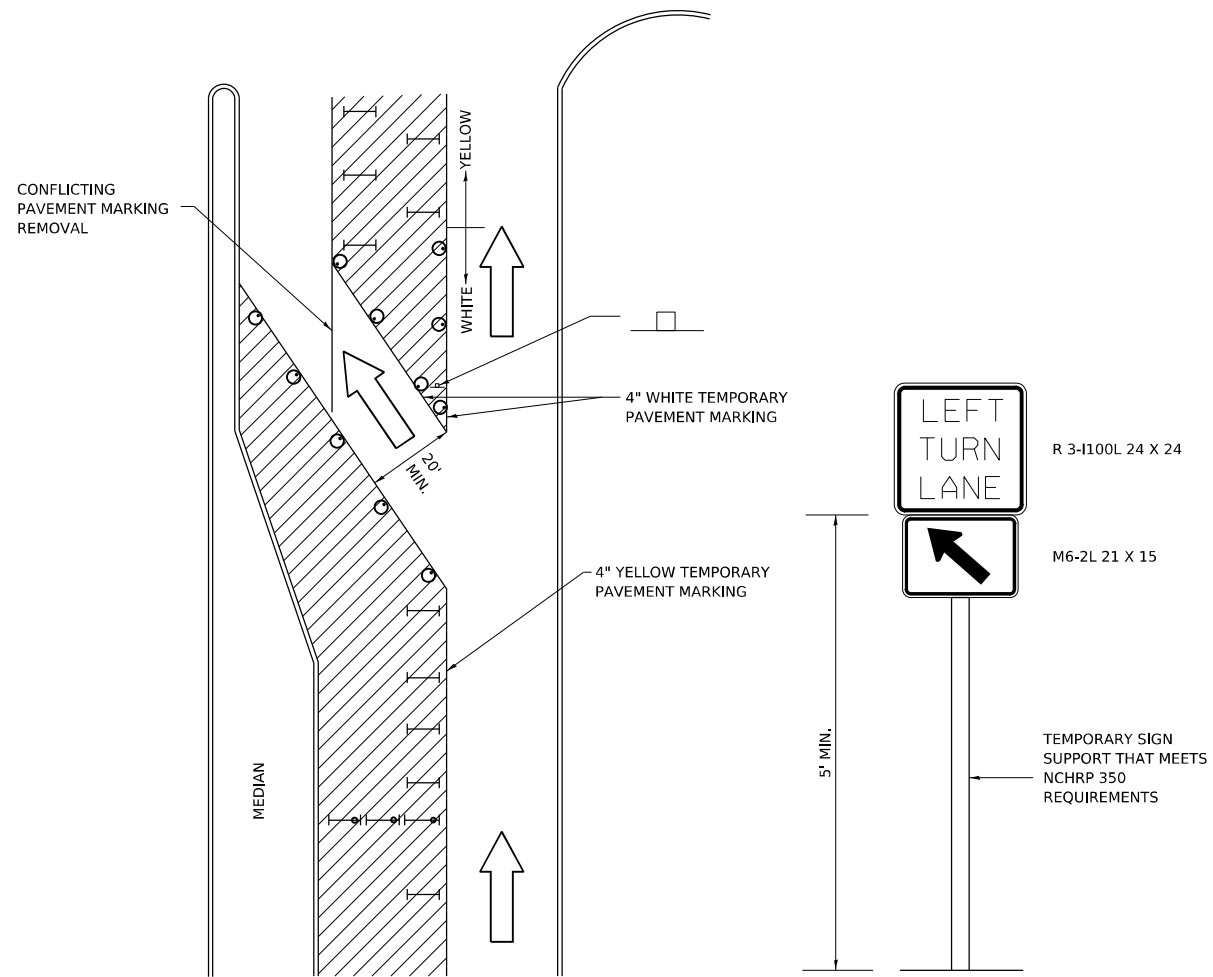 CONFLICTING
PAVEMENT MARKING
REMOVAL
YELLOW
WHITE
4" WHITE TEMPORARY
PAVEMENT MARKING
20'
MIN.
4" YELLOW TEMPORARY
PAVEMENT MARKING
MEDIAN
LEFT
TURN
LANE
R 3-I100L 24 X 24
M6-2L 21 X 15
5' MIN.
TEMPORARY SIGN
SUPPORT THAT MEETS
NCHRP 350
REQUIREMENTS